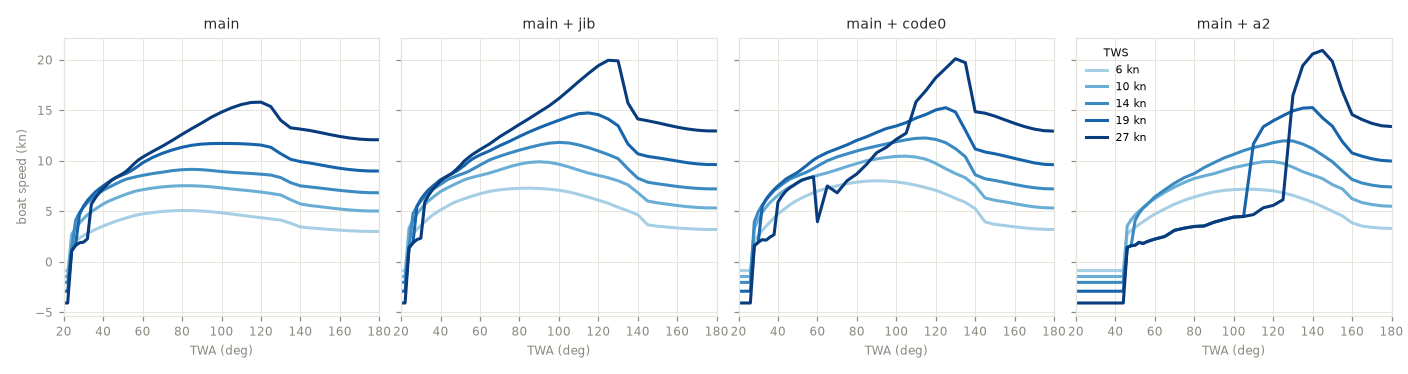 main
main + jib
main + code0
main + a2
boat speed (kn)
20
15
10
5
0
−5
TWS
6 kn
10 kn
14 kn
19 kn
27 kn
20 40 60 80 100 120 140 160 180
20 40 60 80 100 120 140 160 180
20 40 60 80 100 120 140 160 180
20 40 60 80 100 120 140 160 180
TWA (deg)
TWA (deg)
TWA (deg)
TWA (deg)